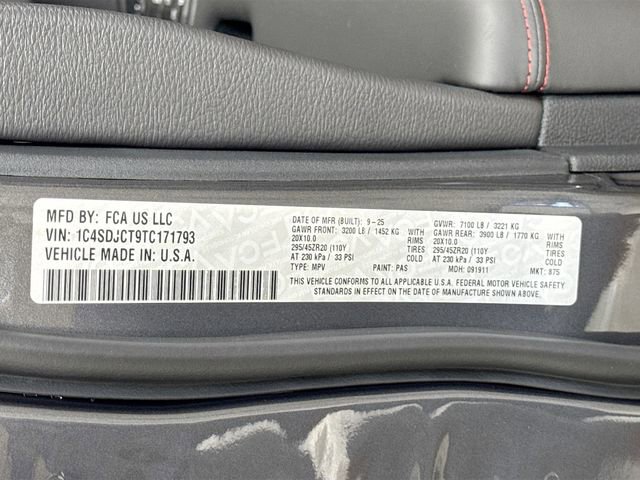 MFD BY: FCA US LLC
VIN: 1C4SDJCT9TC171793
VEHICLE MADE IN: U.S.A.
DATE OF MFR (BUILT): 9-25 GVWR: 7100 LB / 3221 KG
GAWR FRONT: 3200 LB / 1452 KG WITH GAWR REAR: 3900 LB / 1770 KG WITH
20X10.0 RIMS 20X10.0 RIMS
295/45ZR20 (110Y TIRES 295/45ZR20 (110Y TIRES
AT 230 kPa / 33 PSI COLD AT 230 kPa / 33 PSI COLD
TYPE: MPV PAINT: PAS MDH: 091911 MKT: 875
THIS VEHICLE CONFORMS TO ALL APPLICABLE U.S.A. FEDERAL MOTOR VEHICLE SAFETY
STANDARDS IN EFFECT ON THE DATE OF MANUFACTURE SHOWN ABOVE.